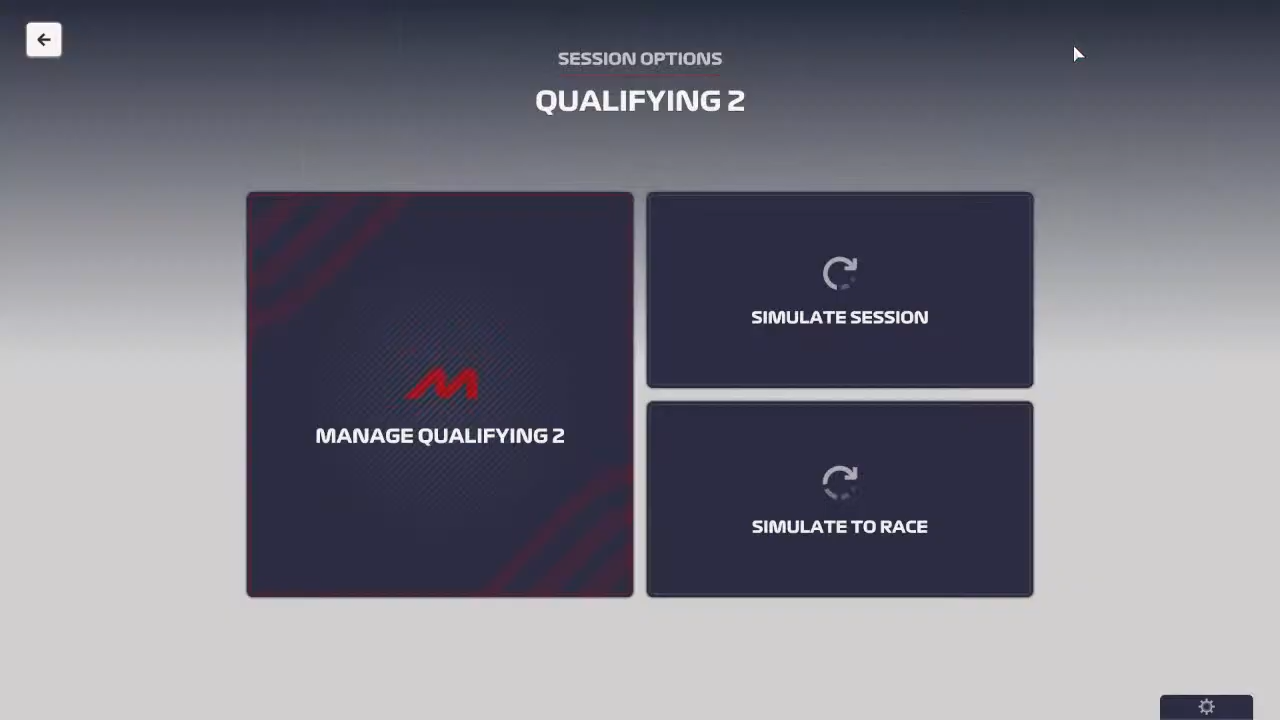 SESSION OPTIONS
QUALIFYING 2
MANAGE QUALIFYING 2
SIMULATE SESSION
SIMULATE TO RACE